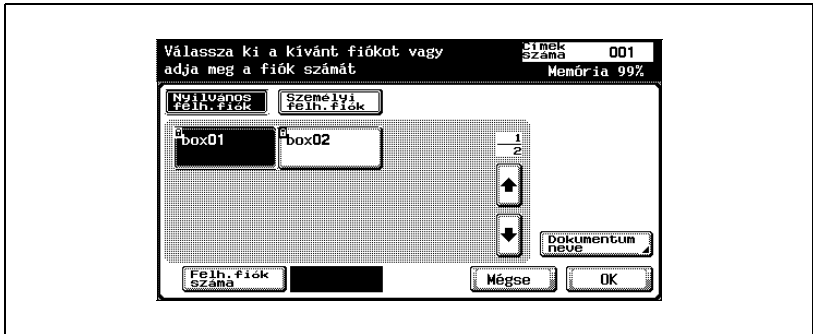 Válassza ki a kívánt fiókot vagy
adja meg a fiók számát
Címek
száma
001
Memória 99%
Nyilvános
felh.fiók
Személyi
felh.fiók
box01
box02
1
2
Dokumentum
neve
Felh.fiók
száma
Mégse
OK